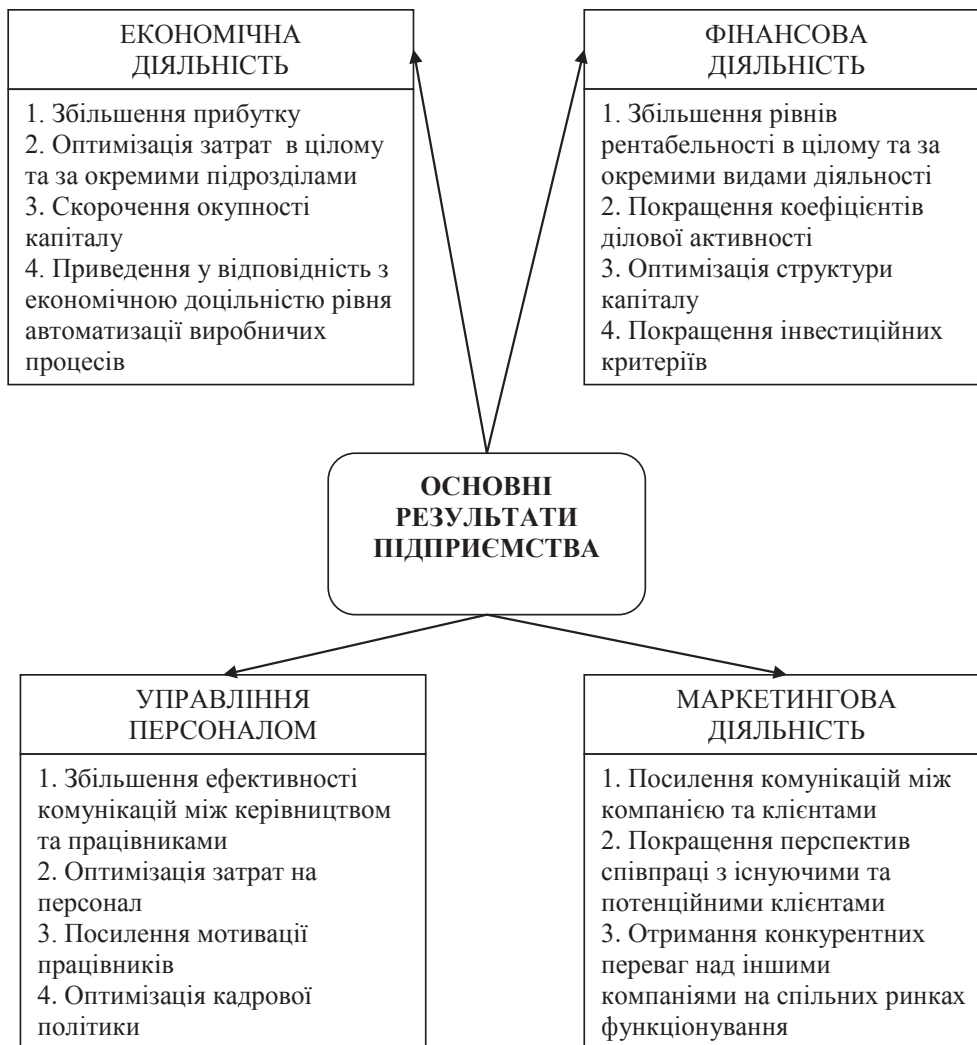 ЕКОНОМІЧНА
ДІЯЛЬНІСТЬ
1. Збільшення прибутку
2. Оптимізація затрат в цілому
та за окремими підрозділами
3. Скорочення окупності
капіталу
4. Приведення у відповідність з
економічною доцільністю рівня
автоматизації виробничих
процесів
ФІНАНСОВА
ДІЯЛЬНІСТЬ
1. Збільшення рівнів
рентабельності в цілому та за
окремими видами діяльності
2. Покращення коефіцієнтів
ділової активності
3. Оптимізація структури
капіталу
4. Покращення інвестиційних
критеріїв
ОСНОВНІ
РЕЗУЛЬТАТИ
ПІДПРИЄМСТВА
УПРАВЛІННЯ
ПЕРСОНАЛОМ
1. Збільшення ефективності
комунікацій між керівництвом
та працівниками
2. Оптимізація затрат на
персонал
3. Посилення мотивації
працівників
4. Оптимізація кадрової
політики
МАРКЕТИНГОВА
ДІЯЛЬНІСТЬ
1. Посилення комунікацій між
компанією та клієнтами
2. Покращення перспектив
співпраці з існуючими та
потенційними клієнтами
3. Отримання конкурентних
переваг над іншими
компаніями на спільних ринках
функціонування